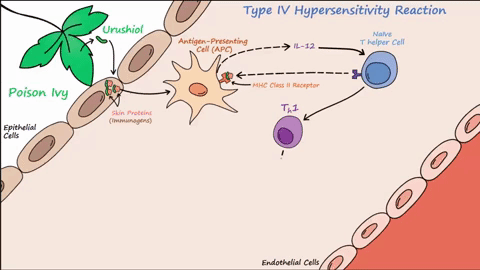 Type IV Hypersensitivity Reaction
Urushiol
Poison Ivy
Antigen-Presenting
Cell (APC)
IL-12
Naive
T helper Cell
MHC Class II Receptor
Skin Proteins
(Immunogens)
Th1
Epithelial
Cells
Endothelial Cells